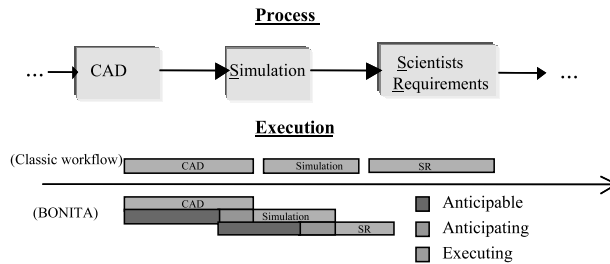 Process
... CAD Simulation Scientists ...
Requirements
Execution
(Classic workflow) CAD Simulation SR
(BONITA) CAD
Simulation
SR
Anticipable
Anticipating
Executing